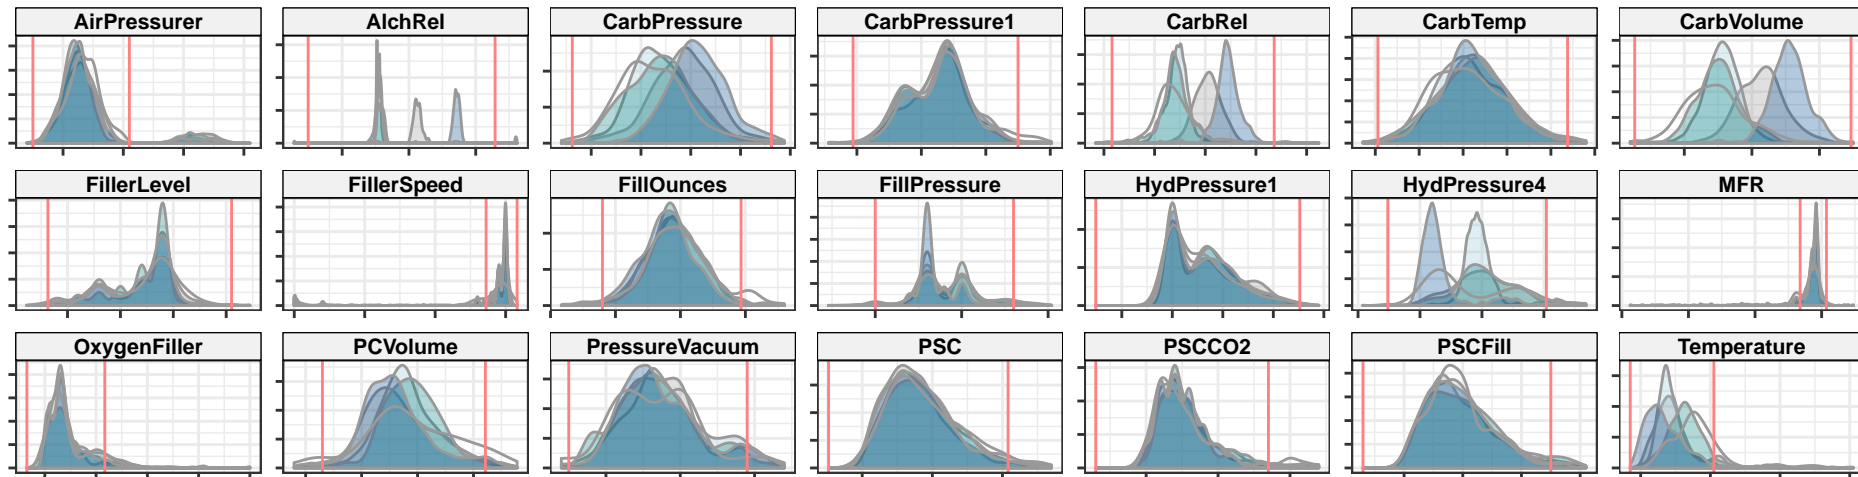 AirPressurer
AlchRel
CarbPressure
CarbPressure1
CarbRel
CarbTemp
CarbVolume
FillerLevel
FillerSpeed
FillOunces
FillPressure
HydPressure1
HydPressure4
MFR
OxygenFiller
PCVolume
PressureVacuum
PSC
PSCCO2
PSCFill
Temperature